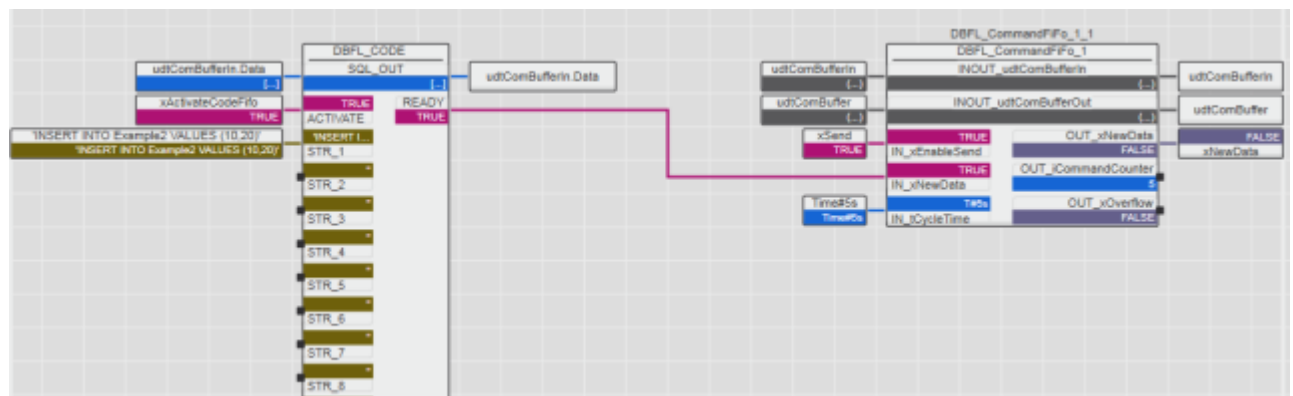 DBFL_CODE
udtComBufferIn.Data
SQL_OUT
udtComBufferIn.Data
[...]
[...]
xActivateCodeFifo
TRUE
READY
TRUE
ACTIVATE
TRUE
'INSERT INTO Example2 VALUES (10,20)'
'INSERT I...
'INSERT INTO Example2 VALUES (10,20)'
STR_1
''
STR_2
''
STR_3
''
STR_4
''
STR_5
''
STR_6
''
STR_7
''
STR_8
DBFL_CommandFiFo_1_1
DBFL_CommandFiFo_1
udtComBufferIn
INOUT_udtComBufferIn
udtComBufferIn
{...}
{...}
udtComBuffer
INOUT_udtComBufferOut
udtComBuffer
{...}
{...}
xSend
TRUE
OUT_xNewData
FALSE
TRUE
IN_xEnableSend
FALSE
xNewData
TRUE
OUT_iCommandCounter
IN_xNewData
5
Time#5s
T#5s
OUT_xOverflow
Time#5s
IN_tCycleTime
FALSE